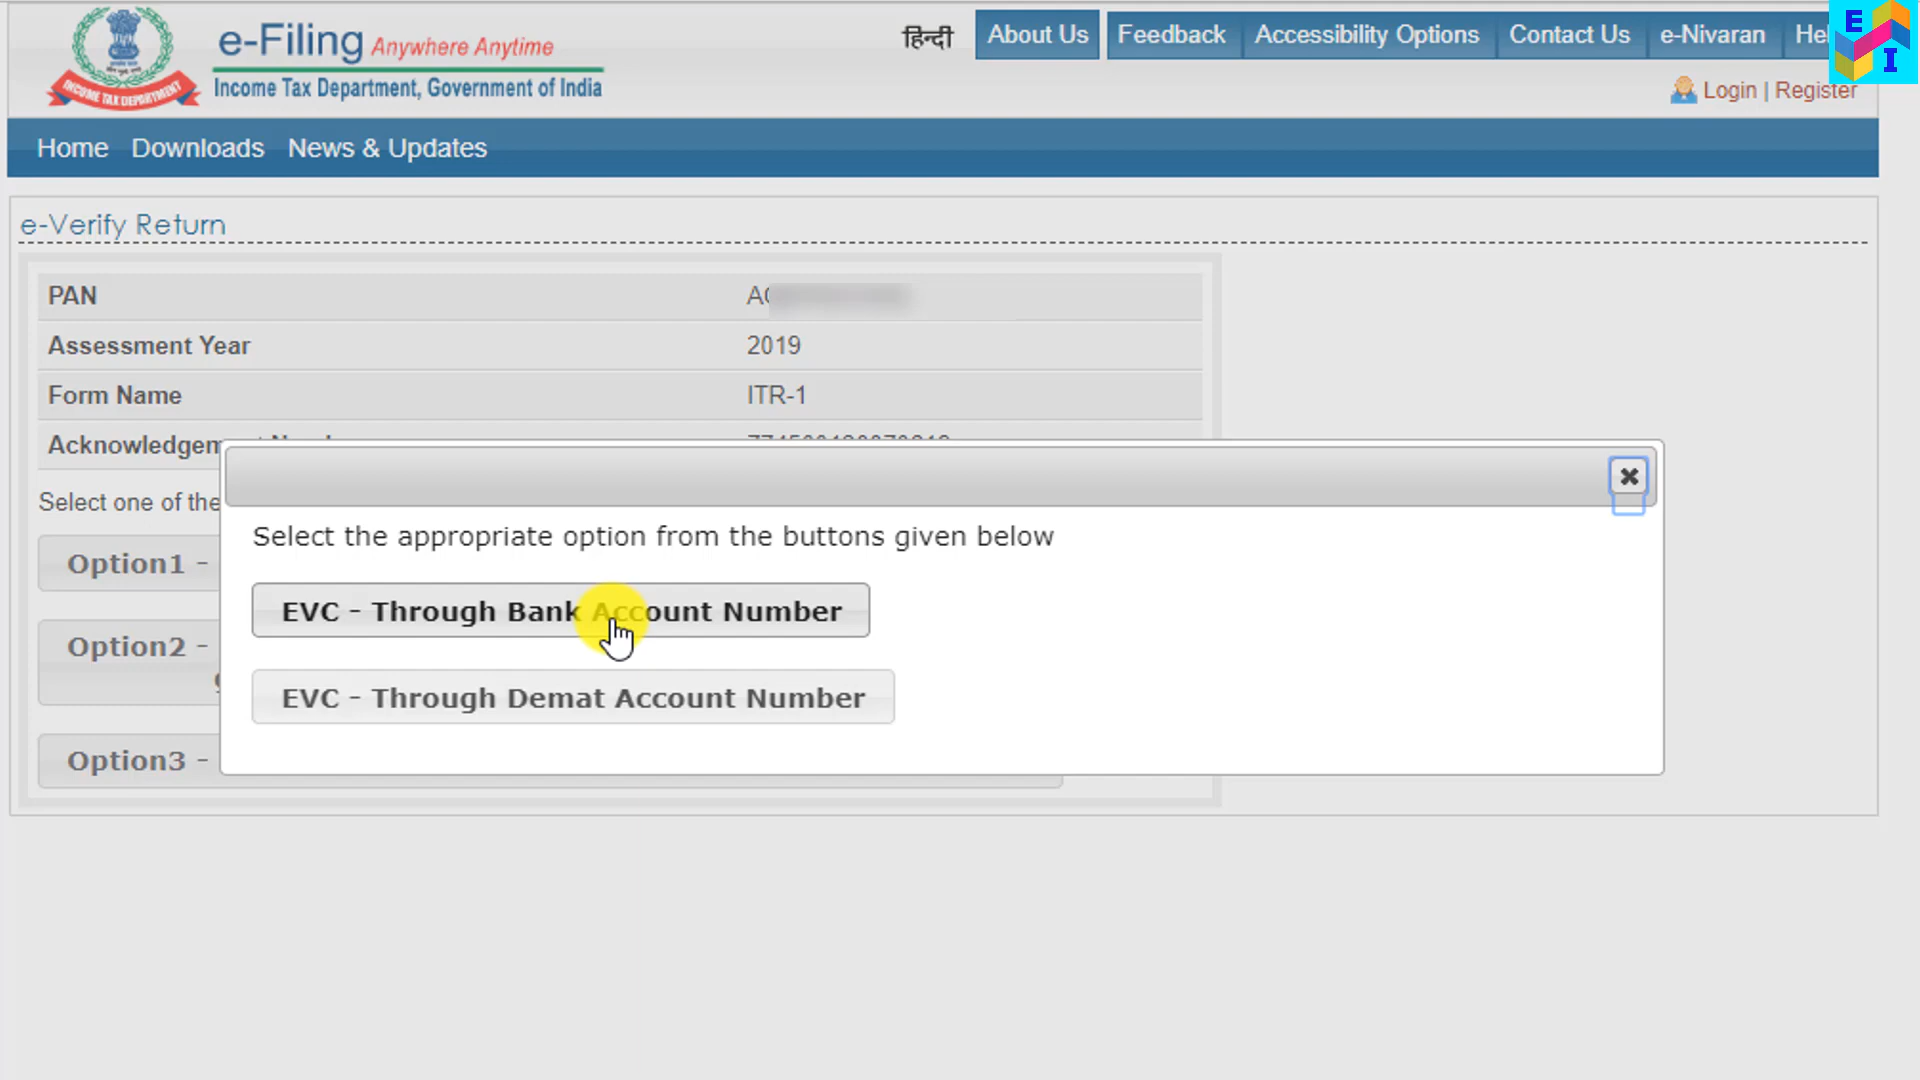 e-Filing Anywhere Anytime
Income Tax Department, Government of India
INCOME TAX DEPARTMENT
हिन्दी
About Us
Feedback
Accessibility Options
Contact Us
e-Nivaran
E
I
Login | Register
Home
Downloads
News & Updates
e-Verify Return
PAN
Assessment Year 2019
Form Name ITR-1
Select one of the
Option1 -
Option2 -
Option3 -
Select the appropriate option from the buttons given below
EVC - Through Bank Account Number
EVC - Through Demat Account Number